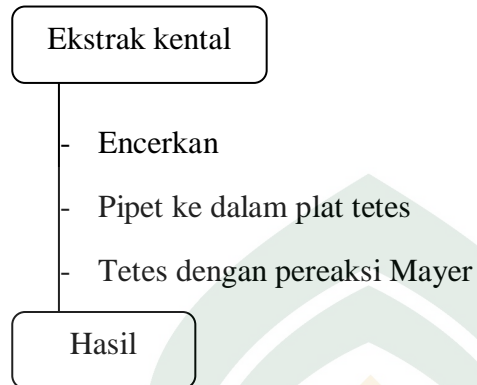 Ekstrak kental
- Encerkan
- Pipet ke dalam plat tetes
- Tetes dengan pereaksi Mayer
Hasil